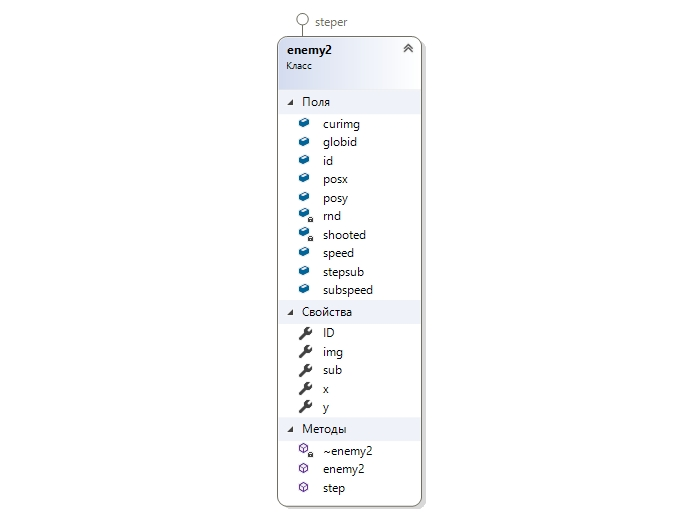 steper
enemy2
Класс
Поля
curimg
globid
id
posx
posy
rnd
shooted
speed
stepsub
subspeed
Свойства
ID
img
sub
x
y
Методы
~enemy2
enemy2
step